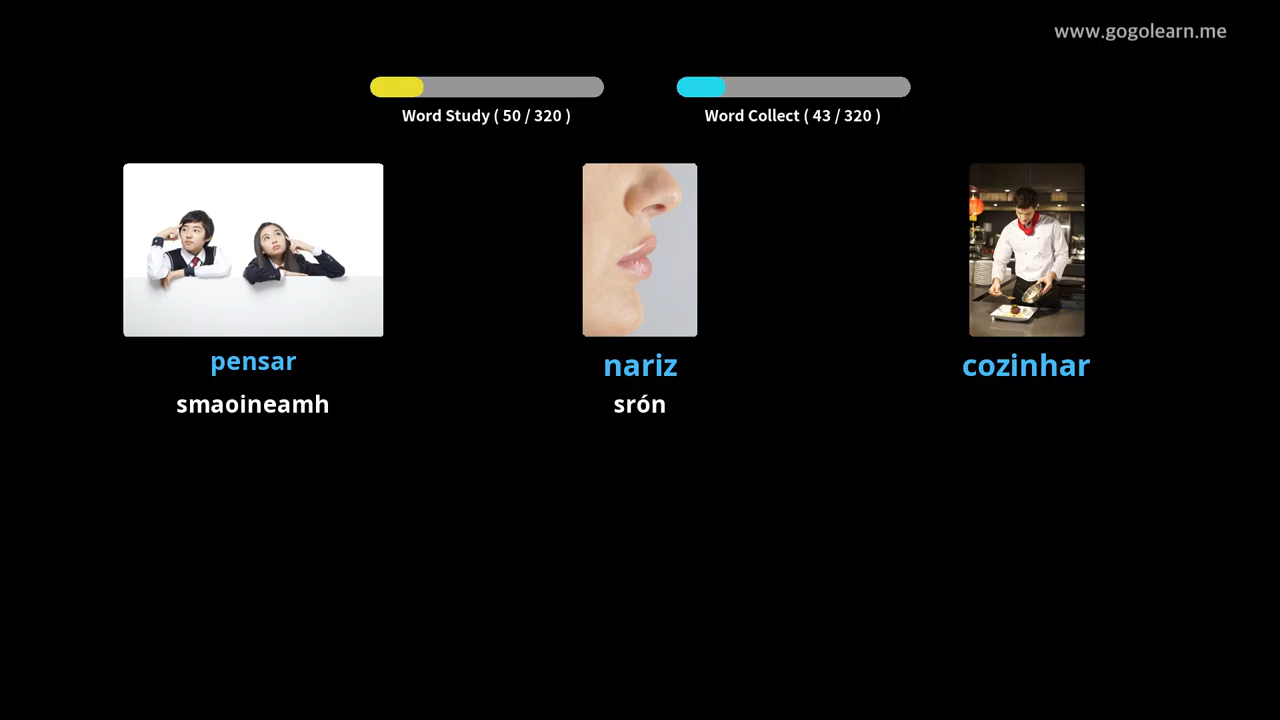 www.gogolearn.me
Word Study ( 50 / 320 )
Word Collect ( 43 / 320 )
pensar
nariz
cozinhar
smaoineamh
srón